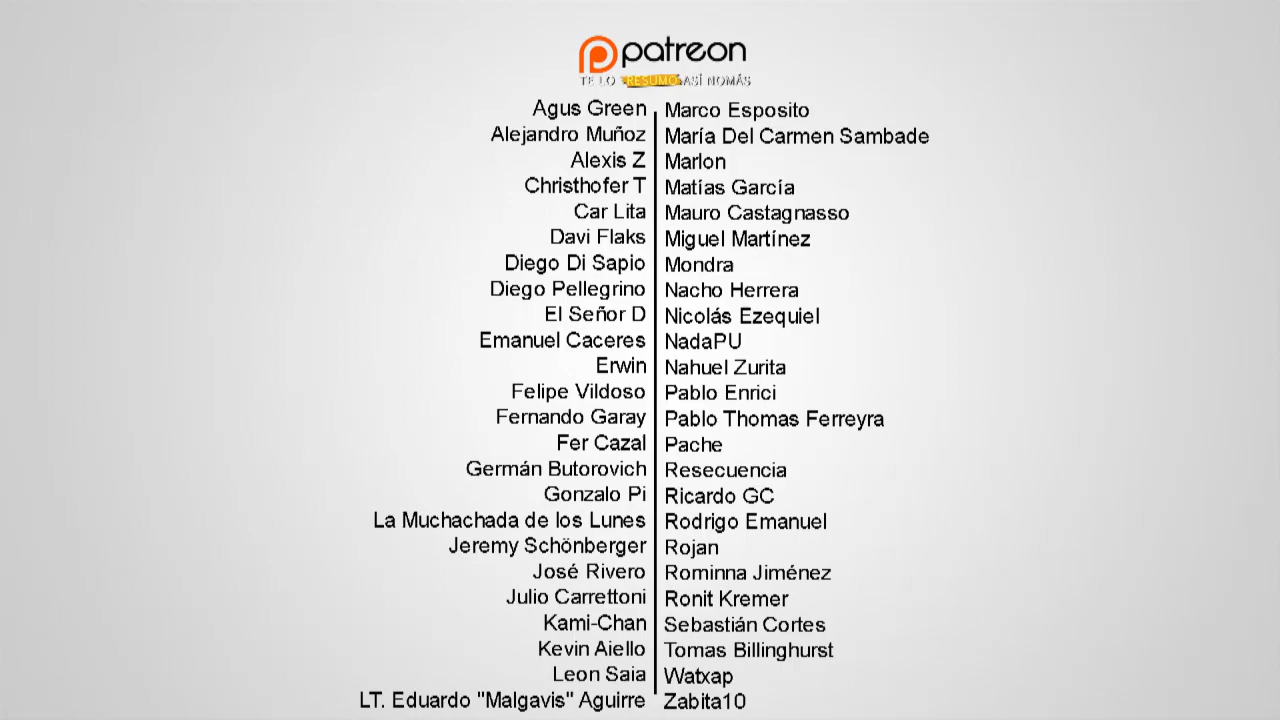 patreon
TE LO RESUMO ASÍ NOMÁS
Agus Green
Alejandro Muñoz
Alexis Z
Christhofer T
Car Lita
Davi Flaks
Diego Di Sapio
Diego Pellegrino
El Señor D
Emanuel Caceres
Erwin
Felipe Vildoso
Fernando Garay
Fer Cazal
Germán Butorovich
Gonzalo Pi
La Muchachada de los Lunes
Jeremy Schönberger
José Rivero
Julio Carrettoni
Kami-Chan
Kevin Aiello
Leon Saia
LT. Eduardo "Malgavis" Aguirre
Marco Esposito
María Del Carmen Sambade
Marlon
Matías García
Mauro Castagnasso
Miguel Martínez
Mondra
Nacho Herrera
Nicolás Ezequiel
NadaPU
Nahuel Zurita
Pablo Enrici
Pablo Thomas Ferreyra
Pache
Resecuencia
Ricardo GC
Rodrigo Emanuel
Rojan
Rominna Jiménez
Ronit Kremer
Sebastián Cortes
Tomas Billinghurst
Watxap
Zabita10